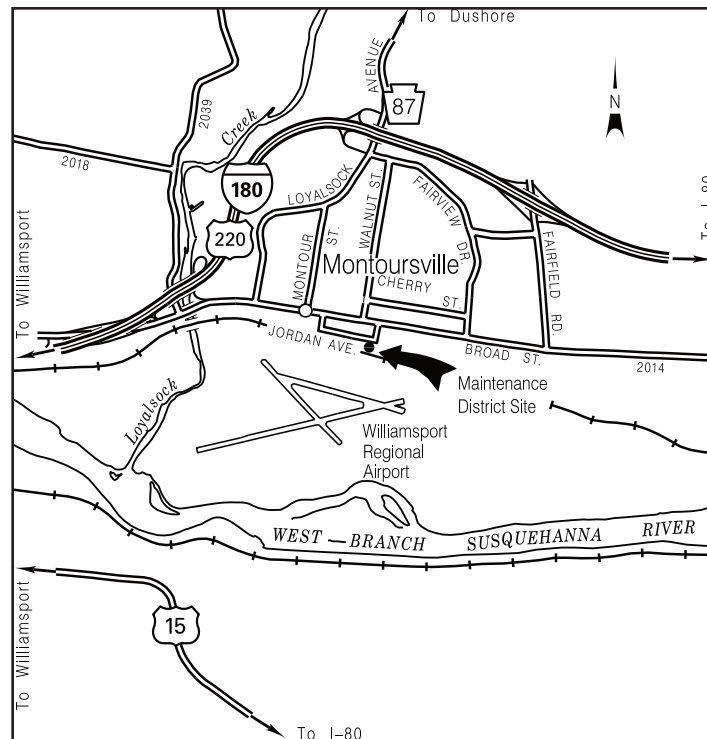 To Dushore
AVENUE
87
N
2039
Creek
2018
180
LOYALSOCK
220
MONTOUR
ST.
WALNUT ST.
FAIRVIEW DR.
FAIRFIELD RD.
To I-80
To Williamsport
Montoursville
CHERRY
ST.
JORDAN AVE.
BROAD ST.
2014
Maintenance
District Site
Loyalsock
Williamsport
Regional
Airport
WEST — BRANCH SUSQUEHANNA RIVER
To Williamsport
15
To I–80